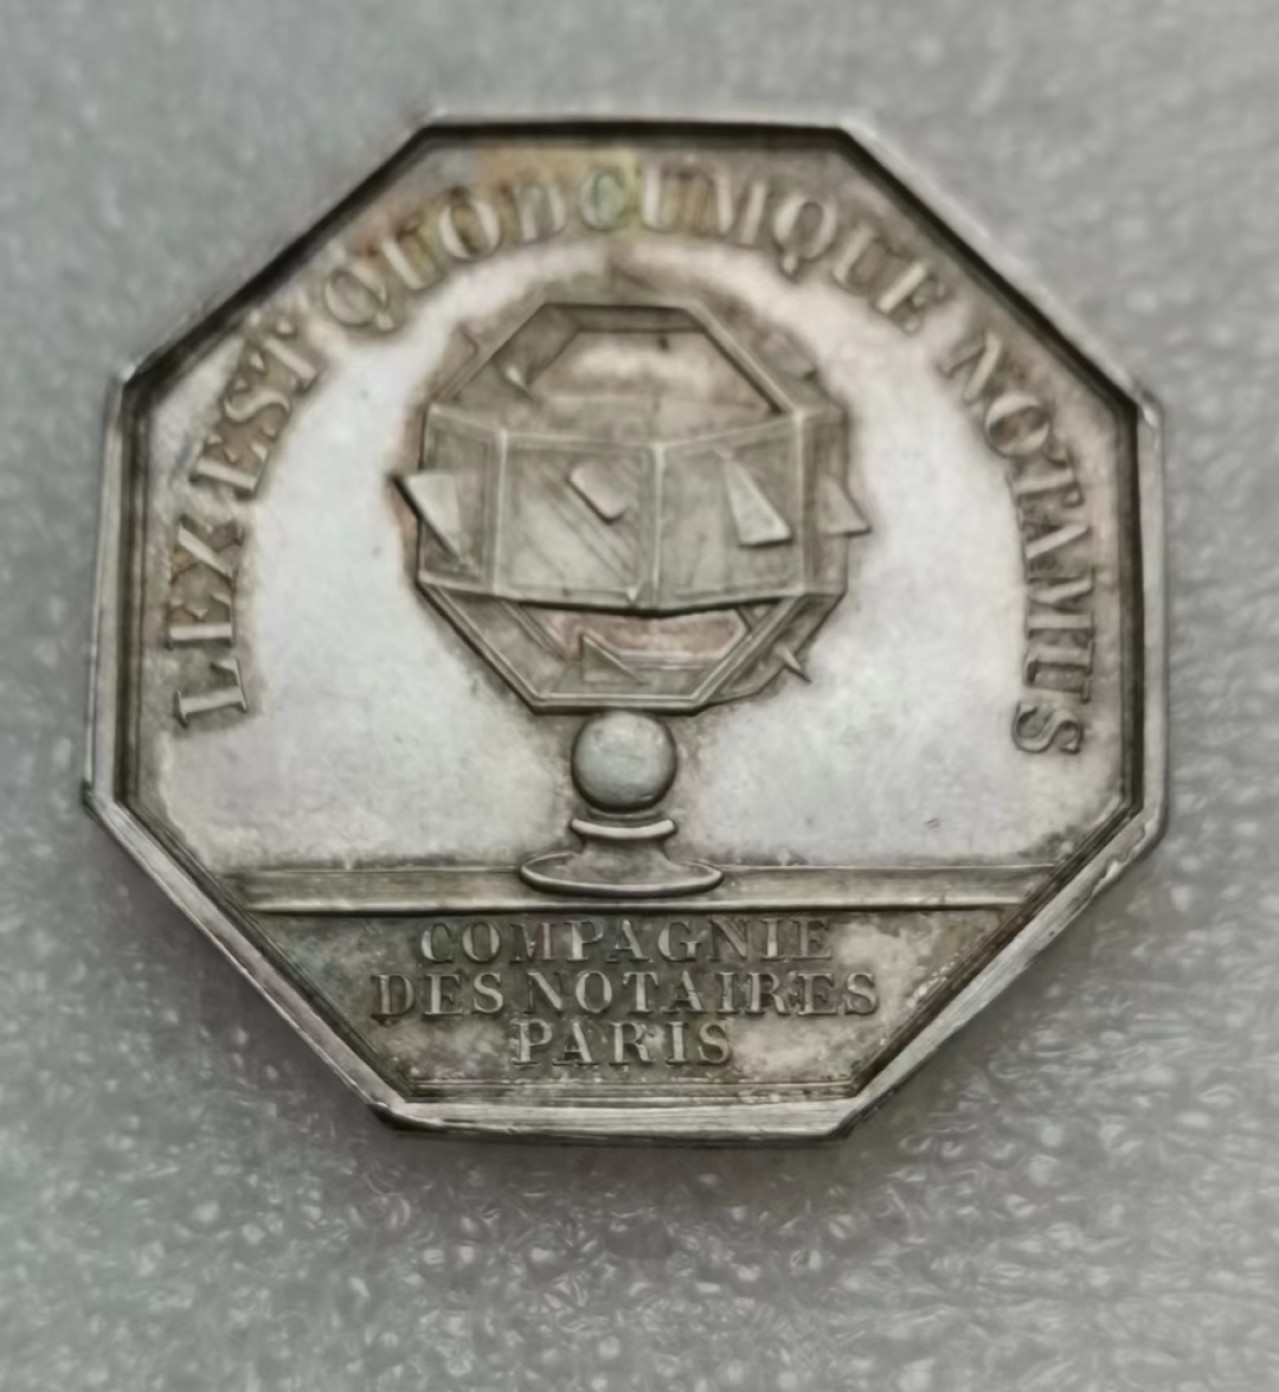 LEX EST QUODCUMQUE NOTAMUS
COMPAGNIE
DES NOTAIRES
PARIS